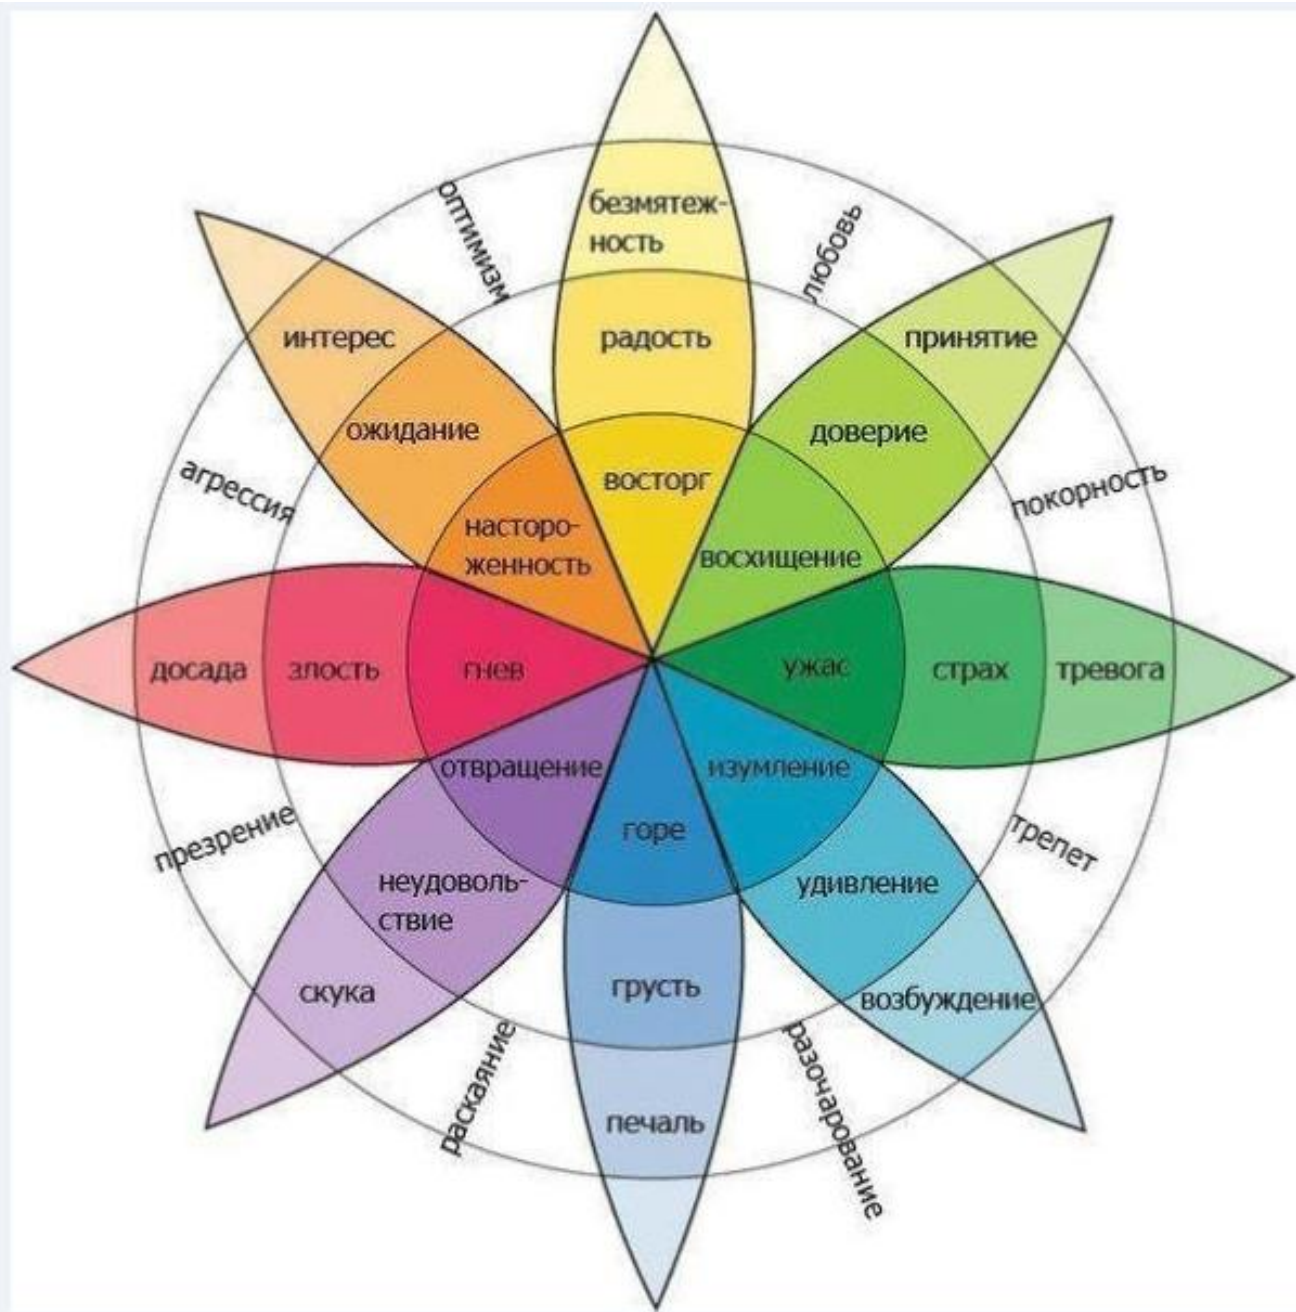 безмятеж-
ность
оптимизм
любовь
интерес
радость
принятие
ожидание
доверие
восторг
агрессия
покорность
насторо-
женность
восхищение
досада
злость
гнев
ужас
страх
тревога
отвращение
изумление
горе
презрение
трепет
неудоволь-
ствие
удивление
скука
грусть
возбуждение
раскаяние
разочарование
печаль